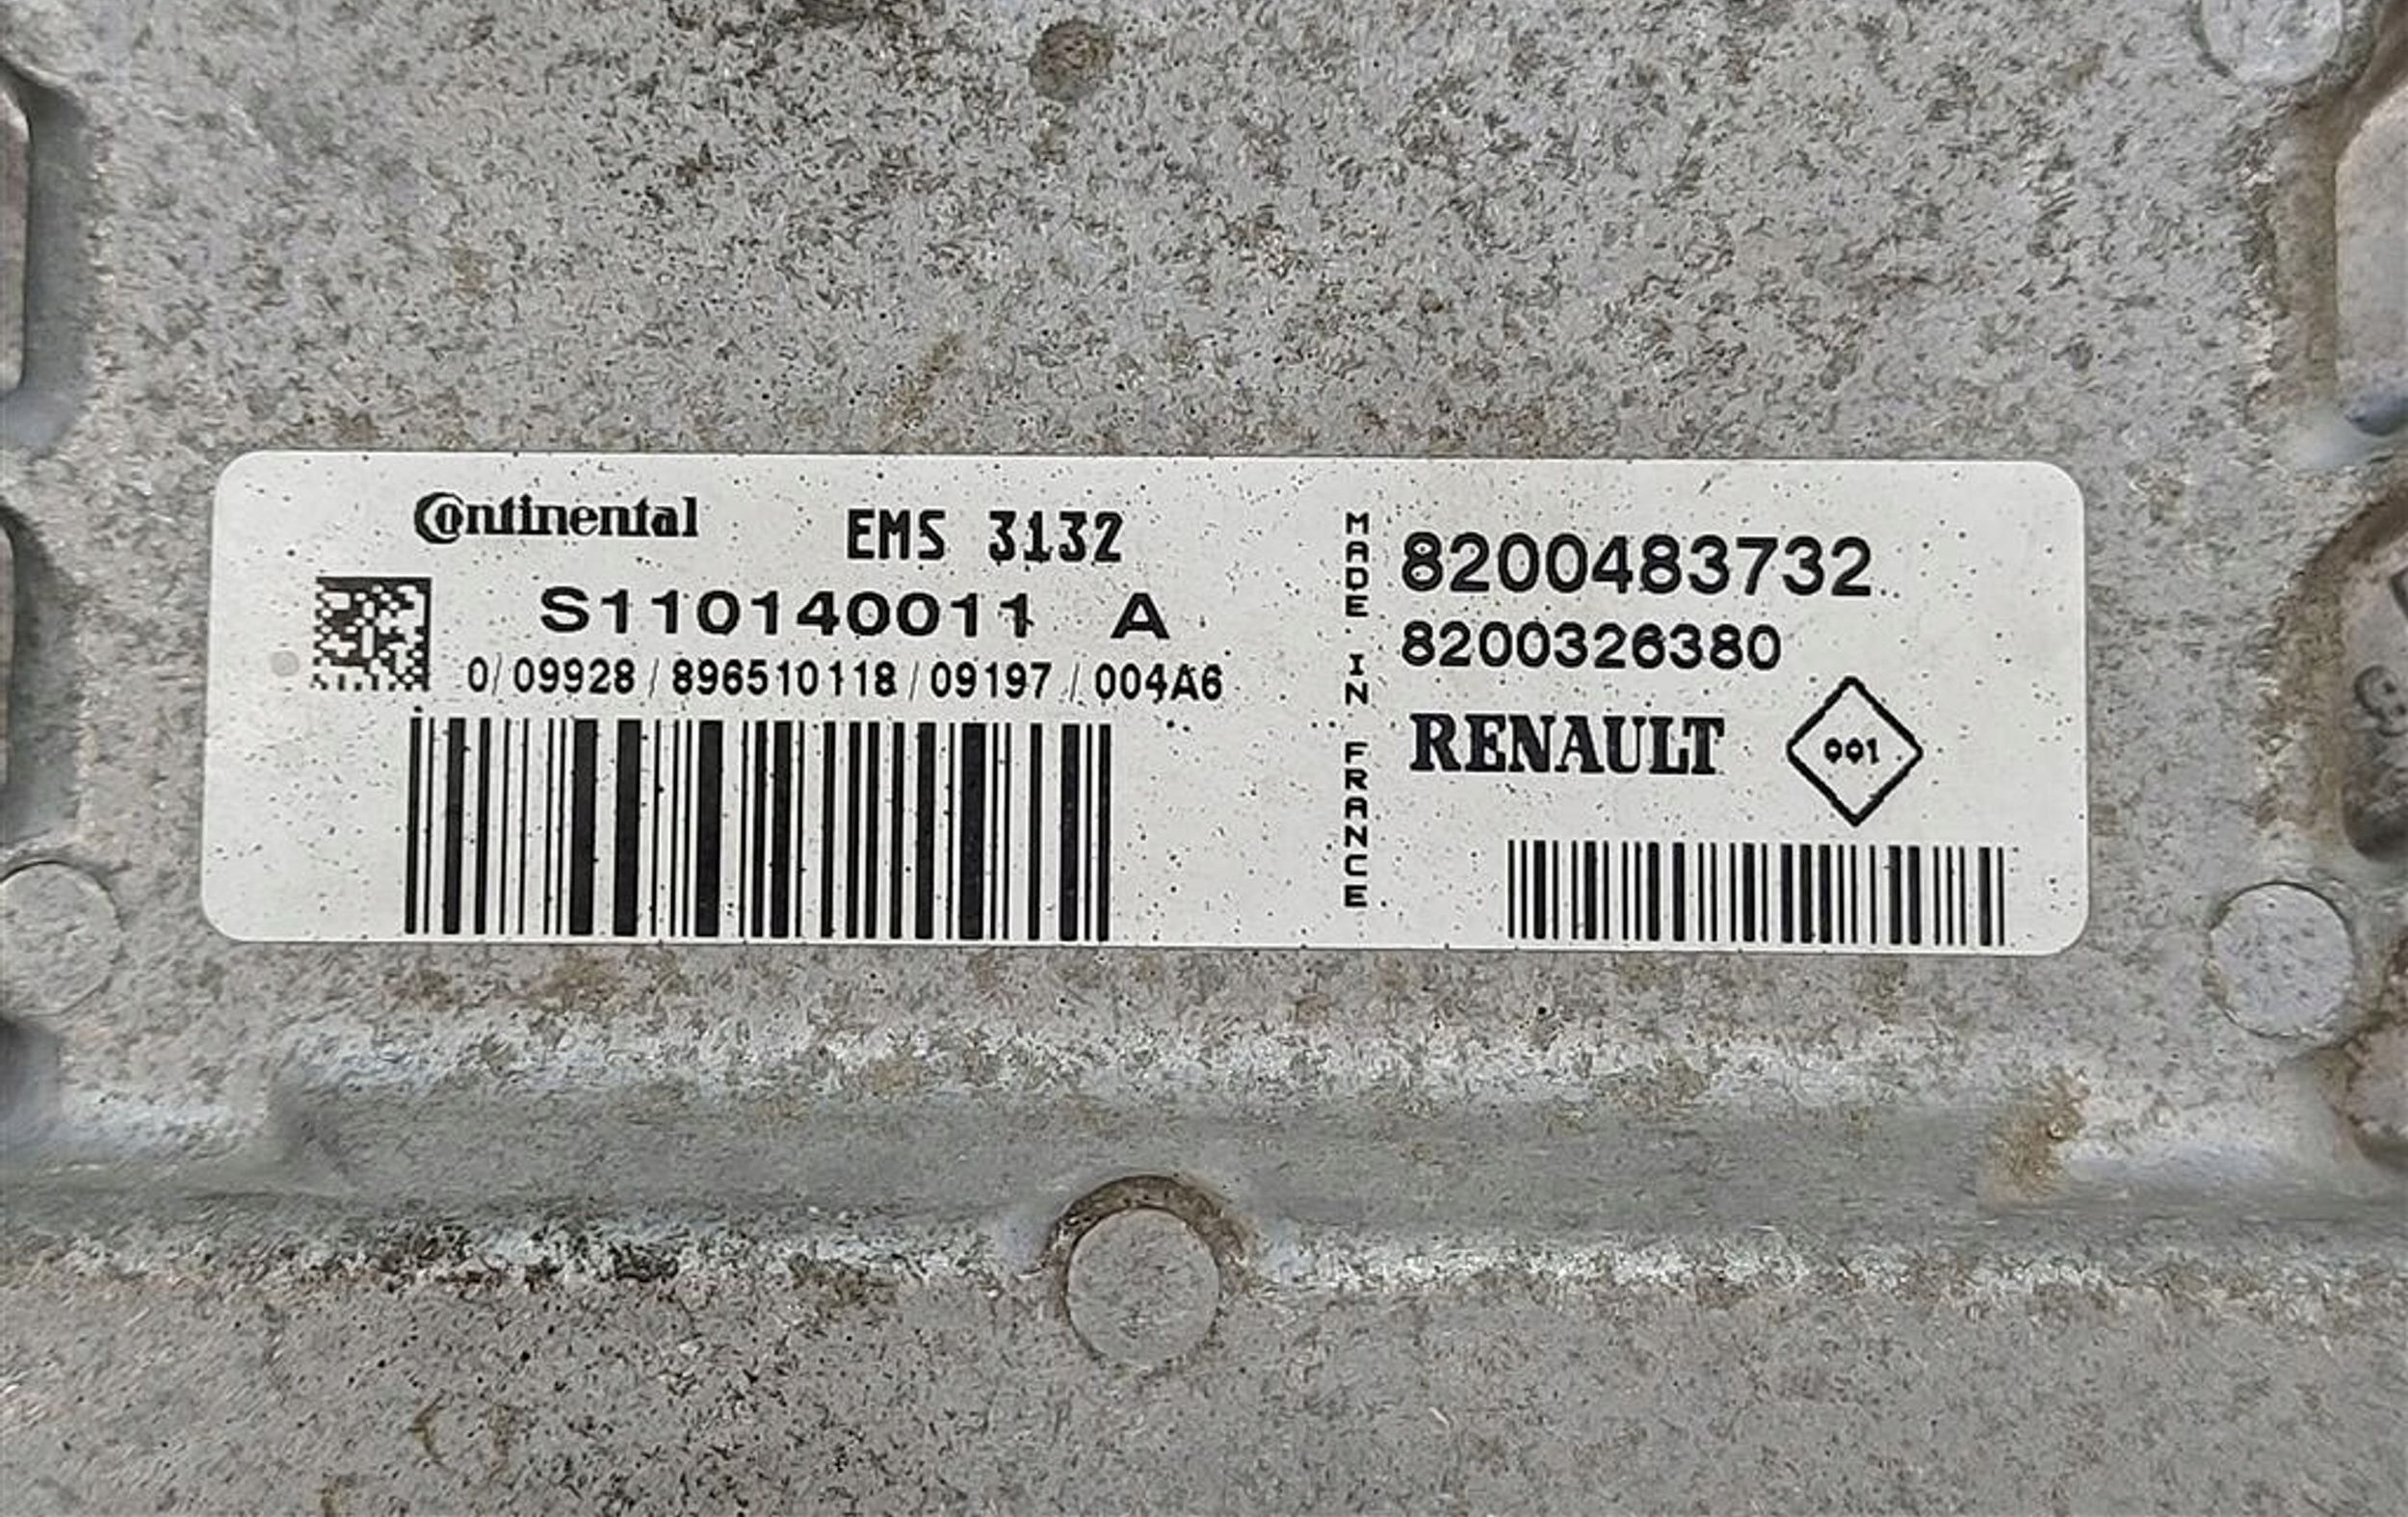 Continental EMS 3132
S110140011 A
0/09928/896510118/09197/004A6
MADE IN FRANCE
8200483732
8200326380
RENAULT 001